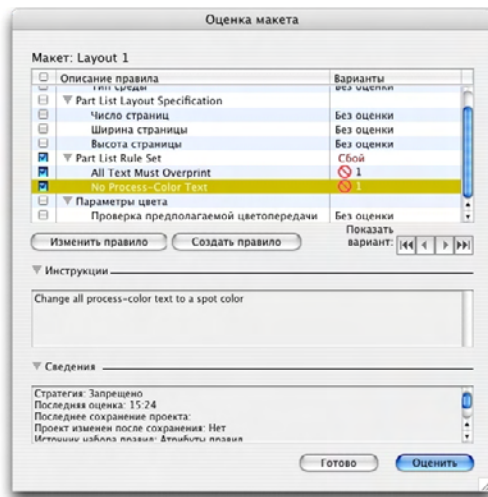 Оценка макета
Макет: Layout 1
Описание правила Варианты
Тип среды Без оценки
Part List Layout Specification
Число страниц Без оценки
Ширина страницы Без оценки
Высота страницы Без оценки
Part List Rule Set Сбой
All Text Must Overprint 1
No Process-Color Text 1
Параметры цвета
Проверка предполагаемой цветопередачи Без оценки
Изменить правило Создать правило Показать
вариант:
Инструкции
Change all process-color text to a spot color
Сведения
Стратегия: Запрещено
Последняя оценка: 15:24
Последнее сохранение проекта:
Проект изменен после сохранения: Нет
Источник набора правил: Атрибуты правил
Готово Оценить